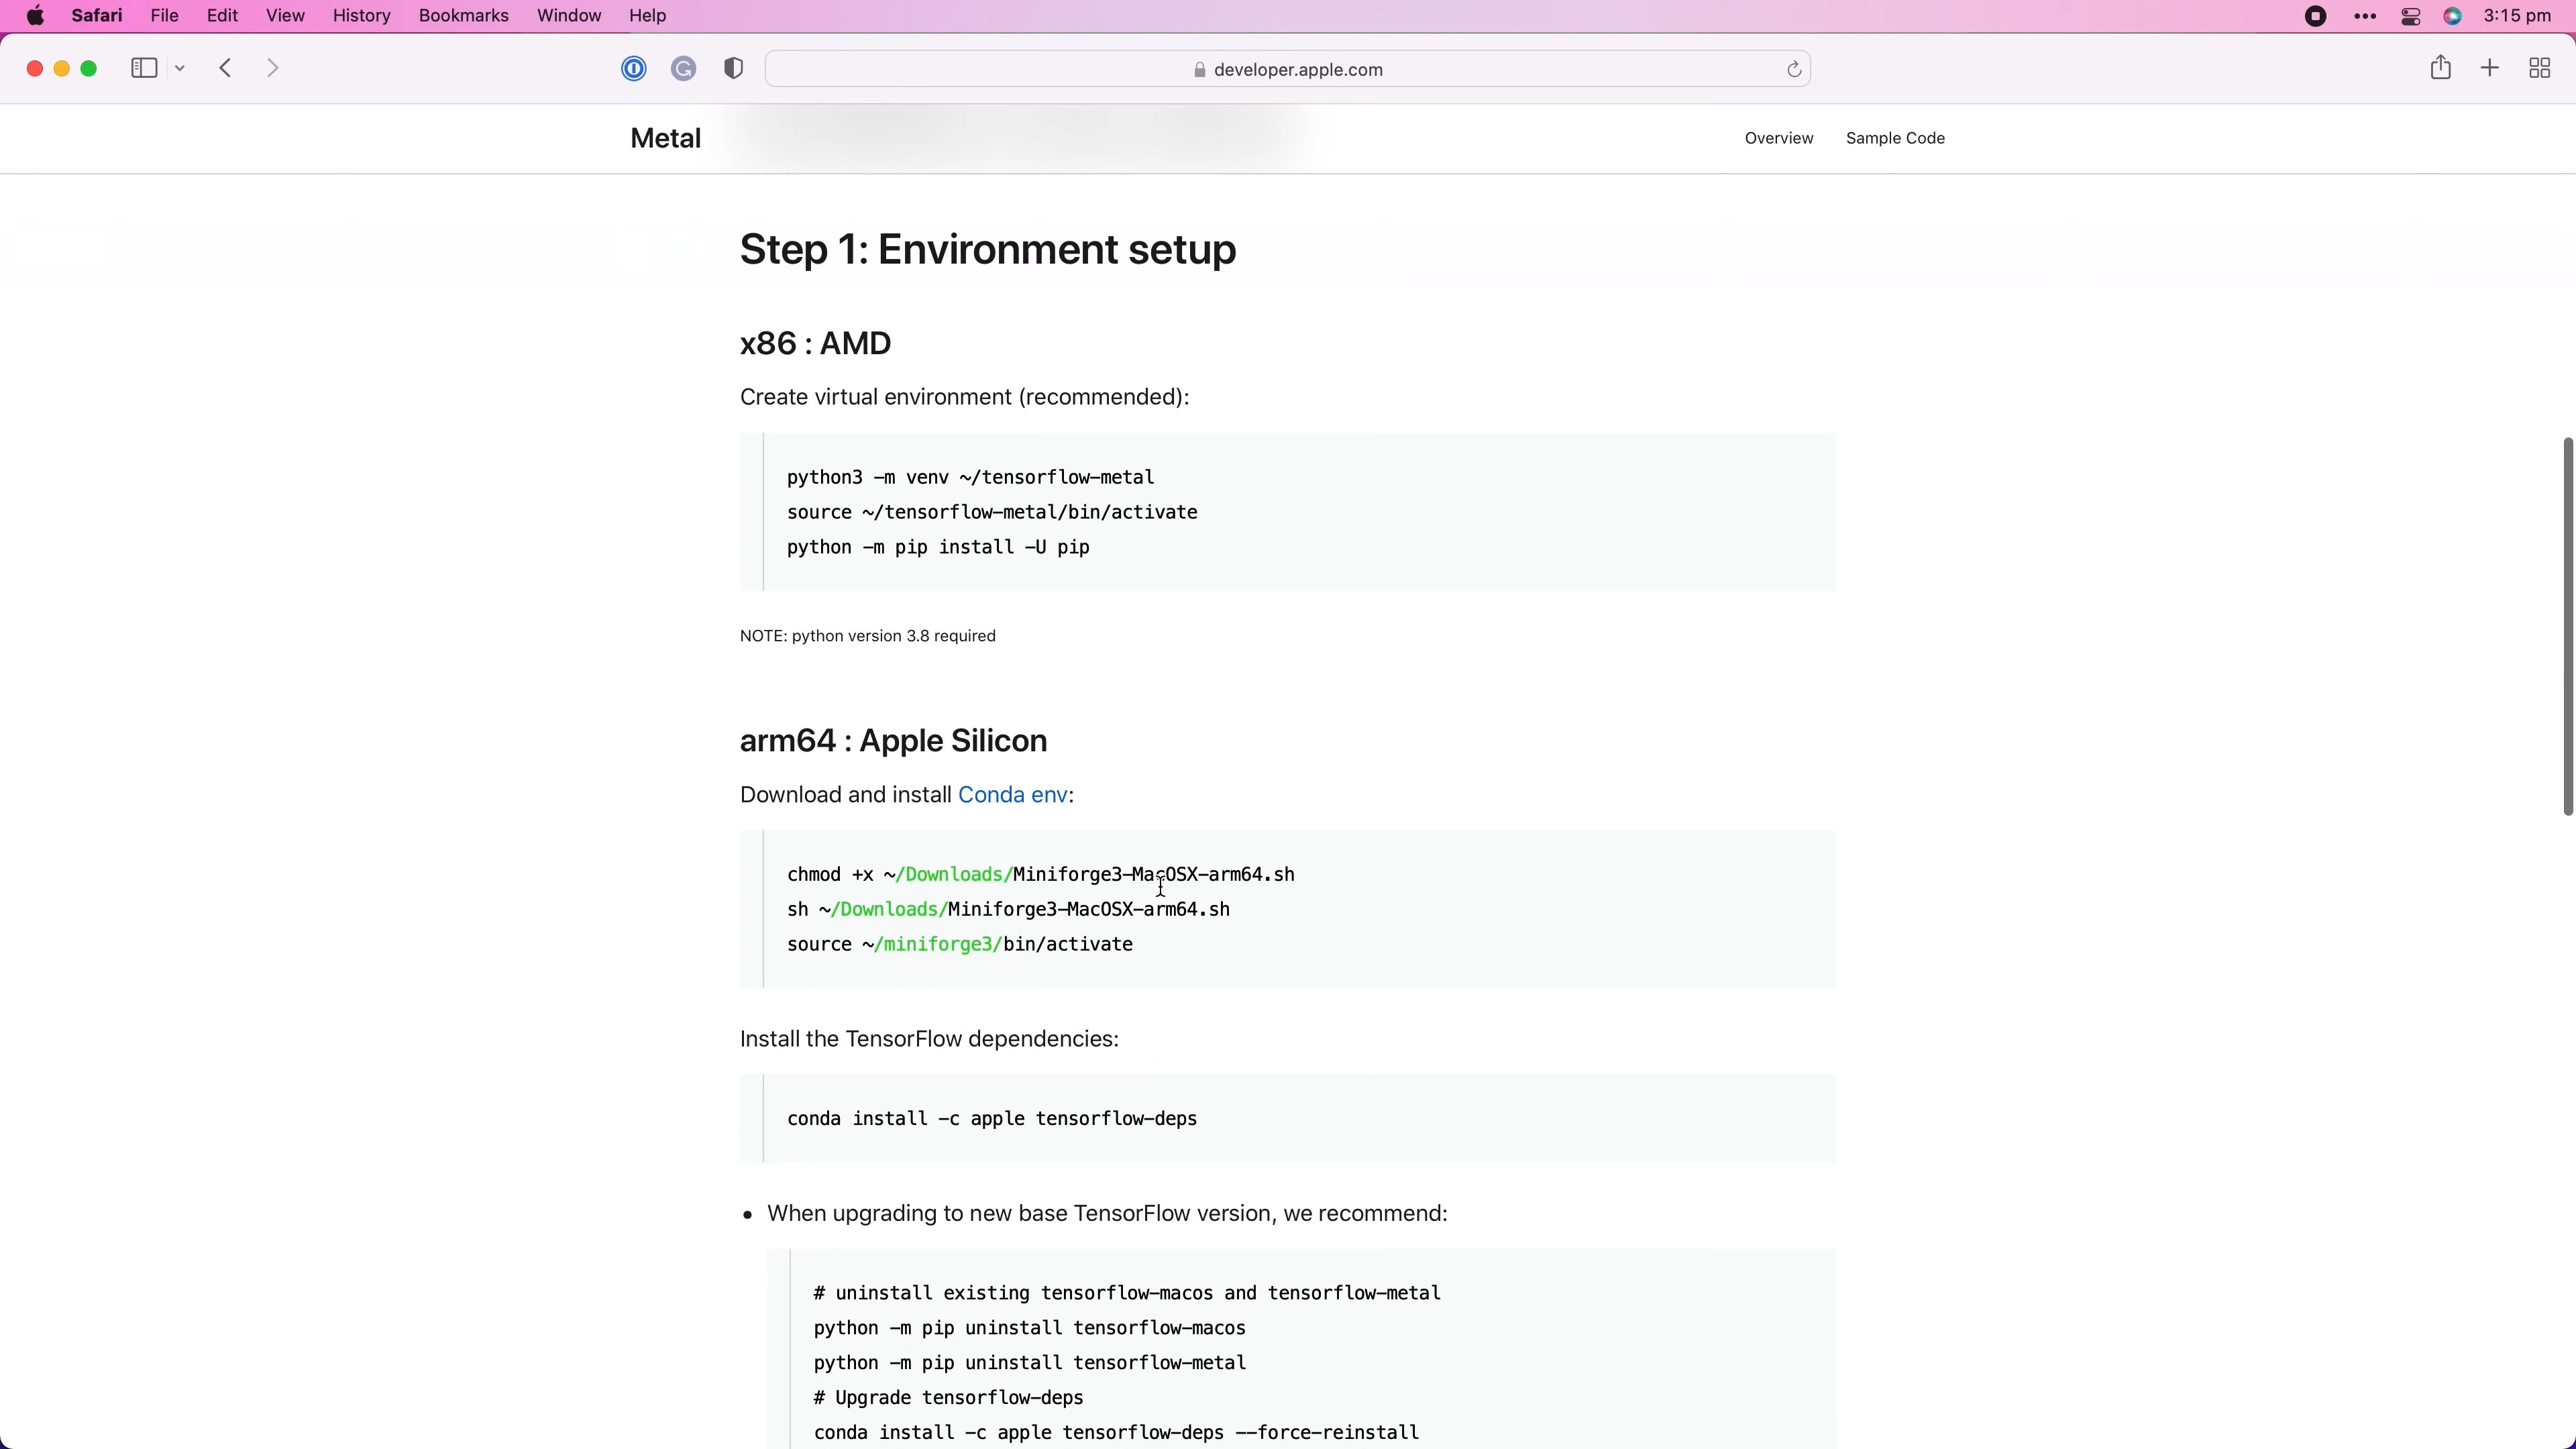 Safari File Edit View History Bookmarks Window Help 3:15 pm
developer.apple.com
Metal Overview Sample Code
Step 1: Environment setup
x86 : AMD
Create virtual environment (recommended):
python3 -m venv ~/tensorflow-metal
source ~/tensorflow-metal/bin/activate
python -m pip install -U pip
NOTE: python version 3.8 required
arm64 : Apple Silicon
Download and install Conda env:
chmod +x ~/Downloads/Miniforge3-MacOSX-arm64.sh
sh ~/Downloads/Miniforge3-MacOSX-arm64.sh
source ~/miniforge3/bin/activate
Install the TensorFlow dependencies:
conda install -c apple tensorflow-deps
• When upgrading to new base TensorFlow version, we recommend:
# uninstall existing tensorflow-macos and tensorflow-metal
python -m pip uninstall tensorflow-macos
python -m pip uninstall tensorflow-metal
# Upgrade tensorflow-deps
conda install -c apple tensorflow-deps --force-reinstall